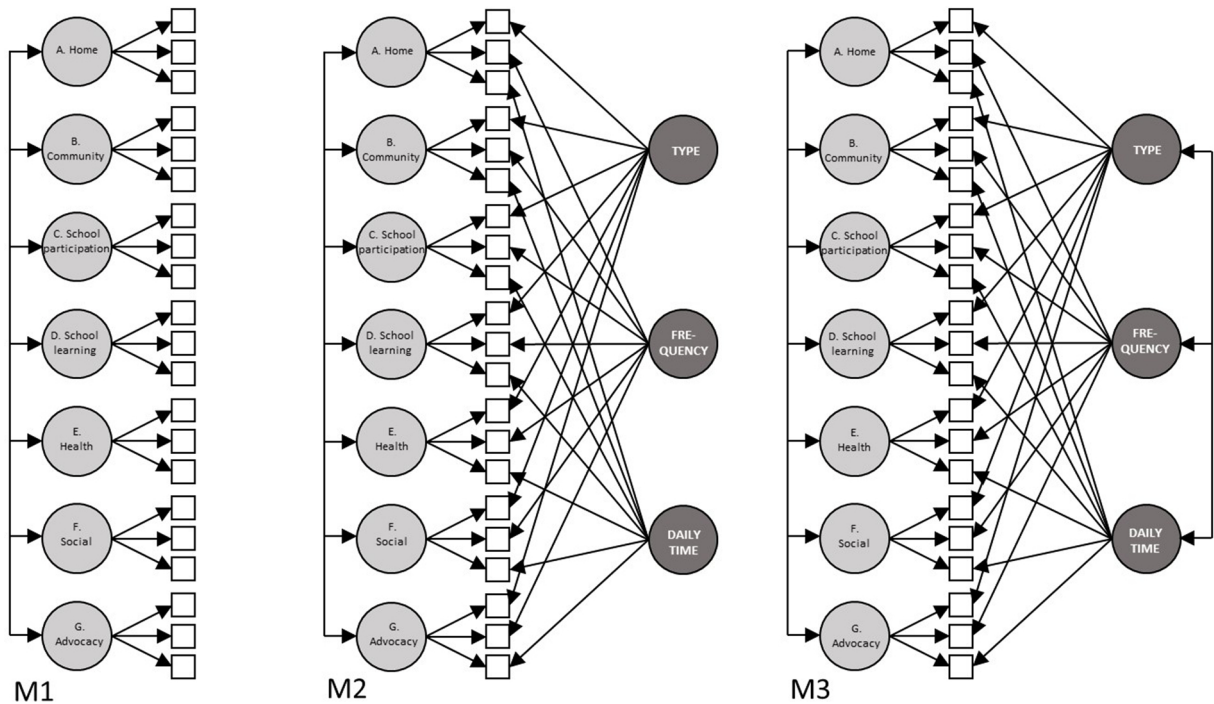 A. Home
B.
Community
C. School
participation
D. School
learning
E.
Health
F.
Social
G.
Advocacy
M1
A. Home
B.
Community
C. School
participation
D. School
learning
E.
Health
F.
Social
G.
Advocacy
TYPE
FRE-
QUENCY
DAILY
TIME
M2
A. Home
B.
Community
C. School
participation
D. School
learning
E.
Health
F.
Social
G.
Advocacy
TYPE
FRE-
QUENCY
DAILY
TIME
M3